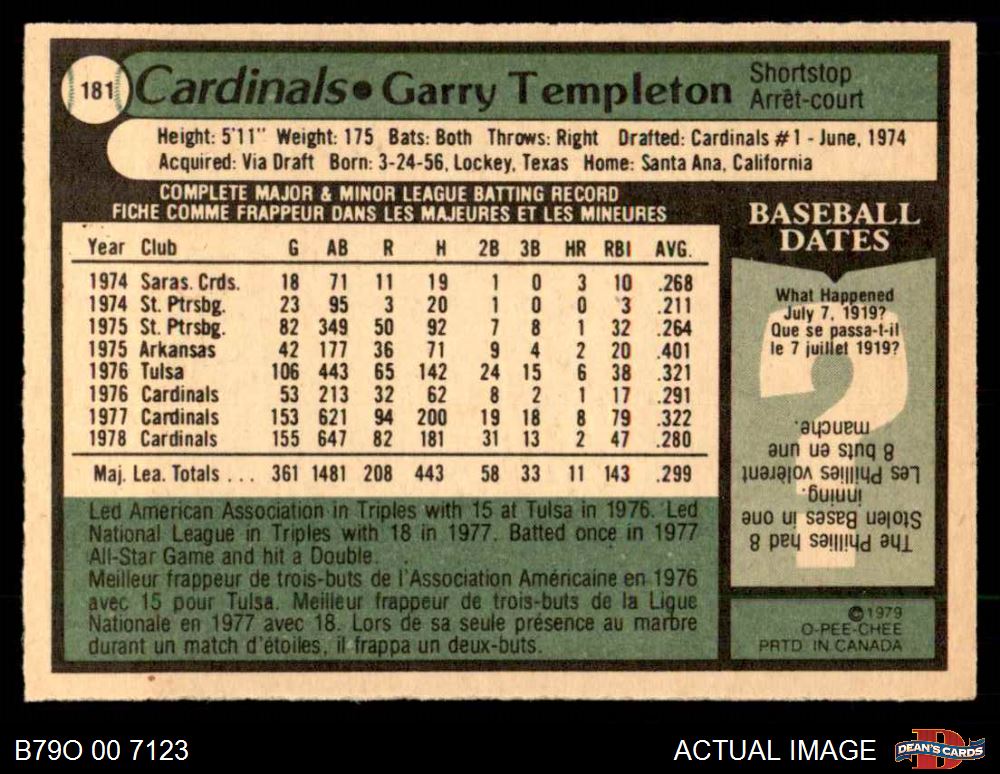 181 Cardinals • Garry Templeton Shortstop
Arrêt-court
Height: 5'11" Weight: 175 Bats: Both Throws: Right Drafted: Cardinals #1 - June, 1974
Acquired: Via Draft Born: 3-24-56, Lockey, Texas Home: Santa Ana, California
COMPLETE MAJOR & MINOR LEAGUE BATTING RECORD
FICHE COMME FRAPPEUR DANS LES MAJEURES ET LES MINEURES
Year Club G AB R H 2B 3B HR RBI AVG.
1974 Saras. Crds. 18 71 11 19 1 0 3 10 .268
1974 St. Ptrsbg. 23 95 3 20 1 0 0 3 .211
1975 St. Ptrsbg. 82 349 50 92 7 8 1 32 .264
1975 Arkansas 42 177 36 71 9 4 2 20 .401
1976 Tulsa 106 443 65 142 24 15 6 38 .321
1976 Cardinals 53 213 32 62 8 2 1 17 .291
1977 Cardinals 153 621 94 200 19 18 8 79 .322
1978 Cardinals 155 647 82 181 31 13 2 47 .280
Maj. Lea. Totals . . . 361 1481 208 443 58 33 11 143 .299
Led American Association in Triples with 15 at Tulsa in 1976. Led
National League in Triples with 18 in 1977. Batted once in 1977
All-Star Game and hit a Double.
Meilleur frappeur de trois-buts de l'Association Américaine en 1976
avec 15 pour Tulsa. Meilleur frappeur de trois-buts de la Ligue
Nationale en 1977 avec 18. Lors de sa seule présence au marbre
durant un match d'étoiles, il frappa un deux-buts.
BASEBALL
DATES
What Happened
July 7, 1919?
Que se passa-t-il
le 7 juillet 1919?
The Phillies had 8
Stolen Bases in one
inning.
Les Phillies volèrent
8 buts en une
manche.
©1979
O-PEE-CHEE
PRTD IN CANADA
B79O 00 7123
ACTUAL IMAGE
DEAN'S CARDS